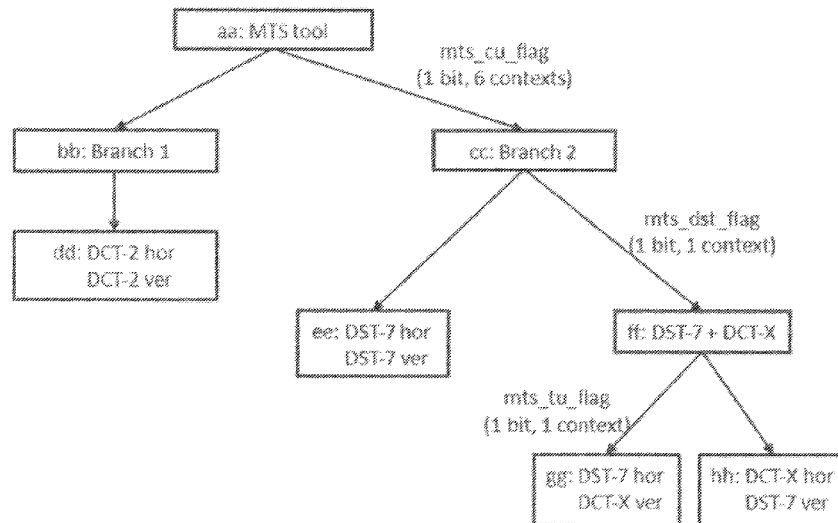 aa: MTS tool
mts_cu_flag
(1 bit, 6 contexts)
bb: Branch 1
cc: Branch 2
mts_dst_flag
(1 bit, 1 context)
dd: DCT-2 hor
DCT-2 ver
ee: DST-7 hor
DST-7 ver
ff: DST-7 + DCT-X
mts_tu_flag
(1 bit, 1 context)
gg: DST-7 hor
DCT-X ver
hh: DCT-X hor
DST-7 ver